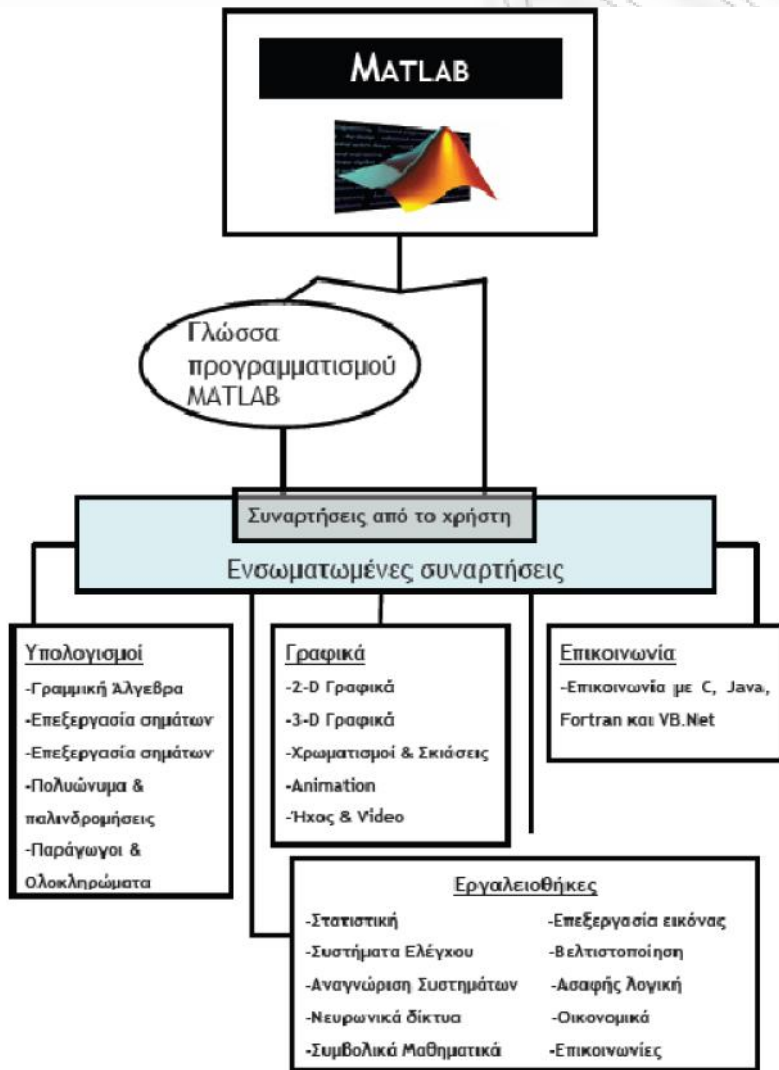 MATLAB
Γλώσσα
προγραμματισμού
MATLAB
Συναρτήσεις από το χρήστη
Ενσωματωμένες συναρτήσεις
Υπολογισμοί
-Γραμμική Άλγεβρα
-Επεξεργασία σημάτων
-Επεξεργασία σημάτων
-Πολυώνυμα &
παλινδρομήσεις
-Παράγωγοι &
Ολοκληρώματα
Γραφικά
-2-D Γραφικά
-3-D Γραφικά
-Χρωματισμοί & Σκιάσεις
-Animation
-Ήχος & Video
Επικοινωνία
-Επικοινωνία με C, Java,
Fortran και VB.Net
Εργαλειοθήκες
-Στατιστική
-Συστήματα Ελέγχου
-Αναγνώριση Συστημάτων
-Νευρωνικά δίκτυα
-Συμβολικά Μαθηματικά
-Επεξεργασία εικόνας
-Βελτιστοποίηση
-Ασαφής λογική
-Οικονομικά
-Επικοινωνίες